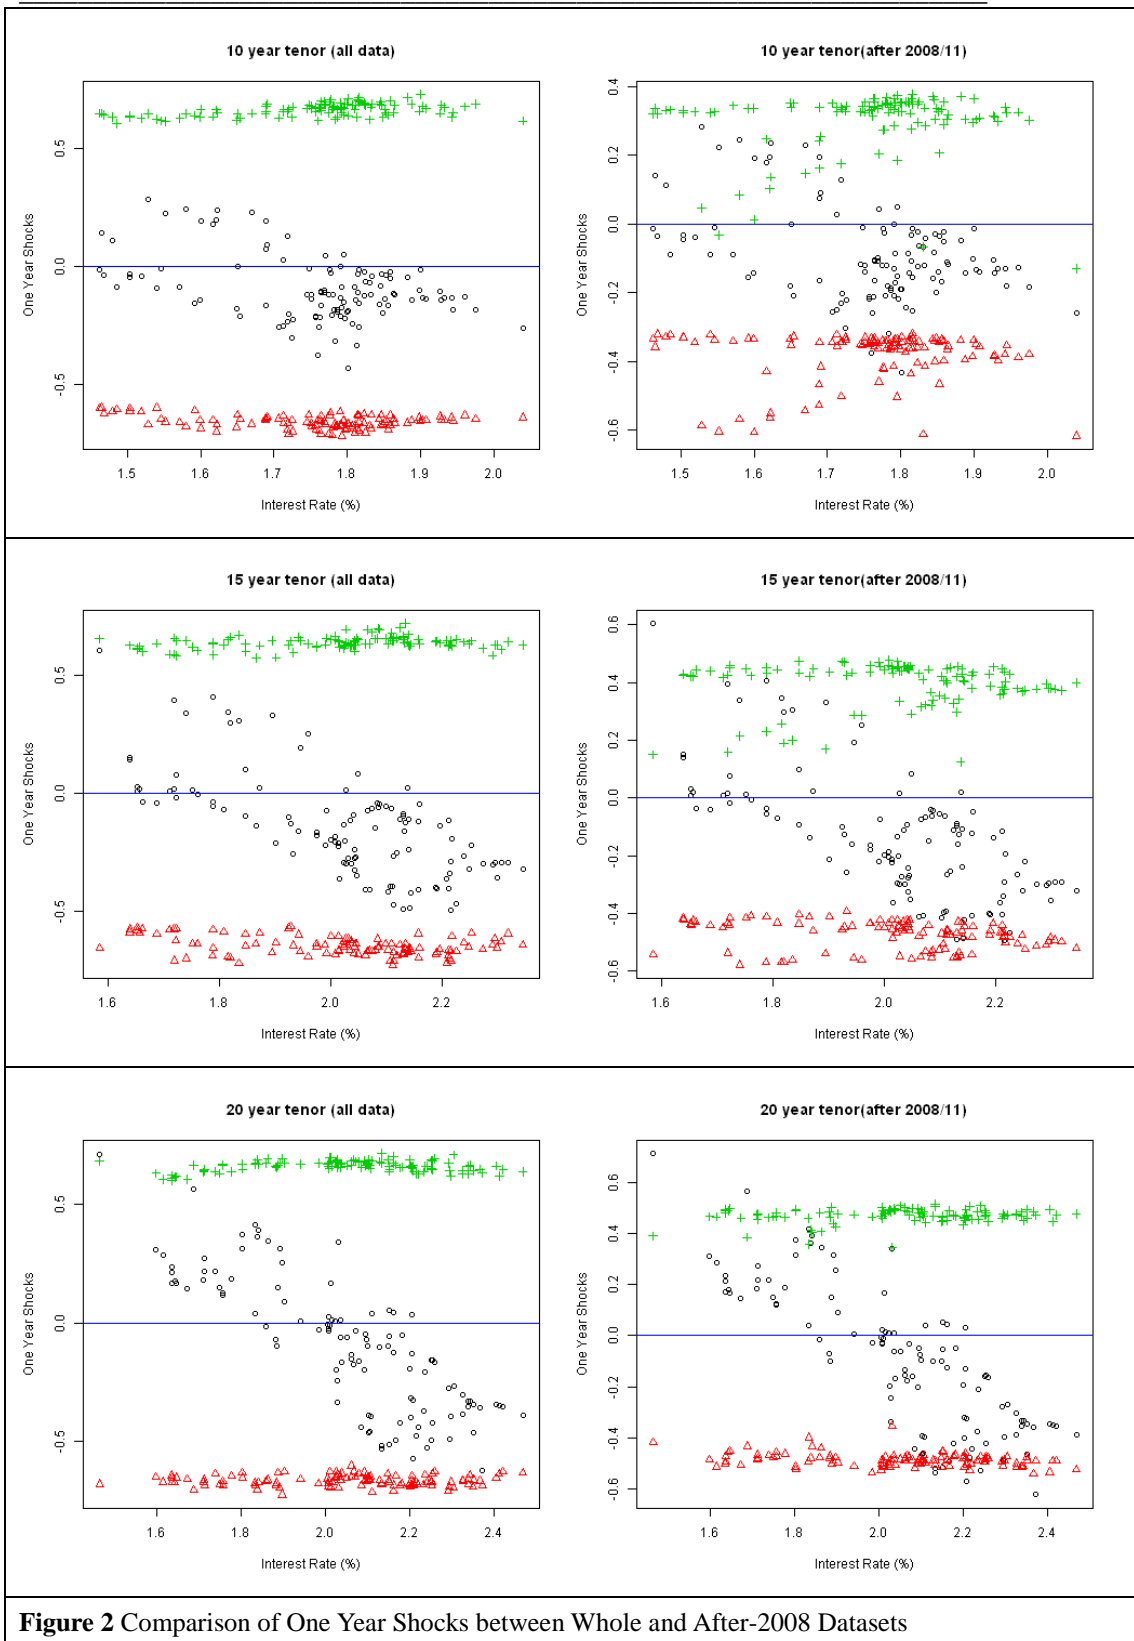 10 year tenor (all data)
One Year Shocks
0.5
0.0
-0.5
1.5 1.6 1.7 1.8 1.9 2.0
Interest Rate (%)
10 year tenor(after 2008/11)
One Year Shocks
0.4
0.2
0.0
-0.2
-0.4
-0.6
1.5 1.6 1.7 1.8 1.9 2.0
Interest Rate (%)
15 year tenor (all data)
One Year Shocks
0.5
0.0
-0.5
1.6 1.8 2.0 2.2
Interest Rate (%)
15 year tenor(after 2008/11)
One Year Shocks
0.6
0.4
0.2
0.0
-0.2
-0.4
-0.6
1.6 1.8 2.0 2.2
Interest Rate (%)
20 year tenor (all data)
One Year Shocks
0.5
0.0
-0.5
1.6 1.8 2.0 2.2 2.4
Interest Rate (%)
20 year tenor(after 2008/11)
One Year Shocks
0.6
0.4
0.2
0.0
-0.2
-0.4
-0.6
1.6 1.8 2.0 2.2 2.4
Interest Rate (%)
Figure 2 Comparison of One Year Shocks between Whole and After-2008 Datasets